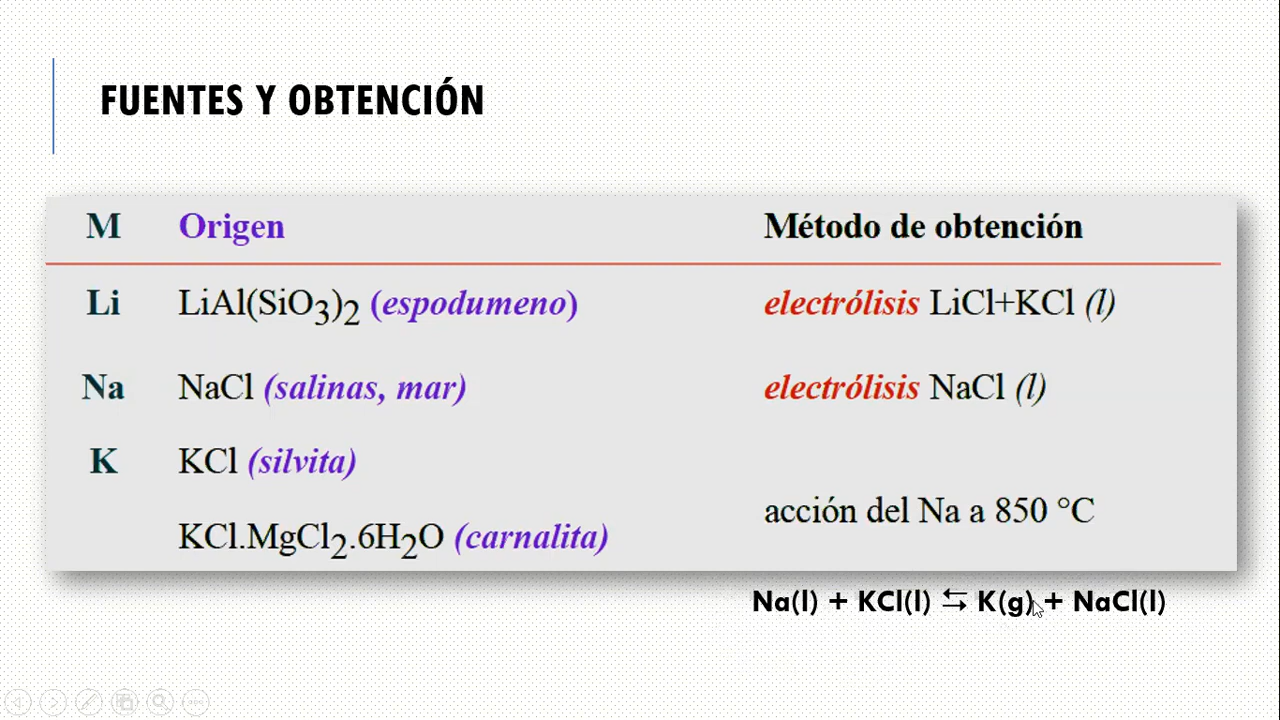 FUENTES Y OBTENCIÓN
M Origen Método de obtención
Li LiAl(SiO3)2 (espodumeno) electrólisis LiCl+KCl (l)
Na NaCl (salinas, mar) electrólisis NaCl (l)
K KCl (silvita)
acción del Na a 850 °C
KCl.MgCl2.6H2O (carnalita)
Na(l) + KCl(l) ⇆ K(g) + NaCl(l)